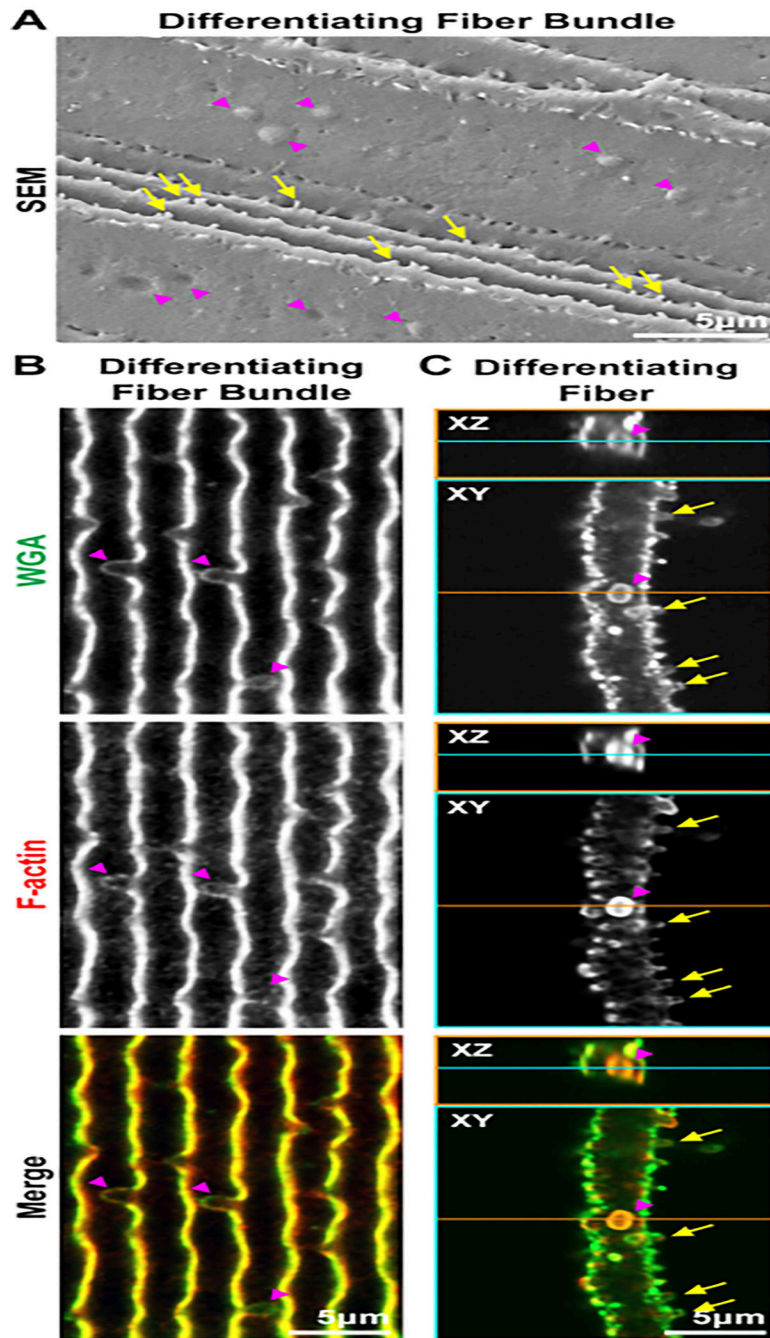 A Differentiating Fiber Bundle
SEM
5µm
B Differentiating
Fiber Bundle
C Differentiating
Fiber
WGA
XZ
XY
F-actin
XZ
XY
Merge
5µm
XZ
XY
5µm